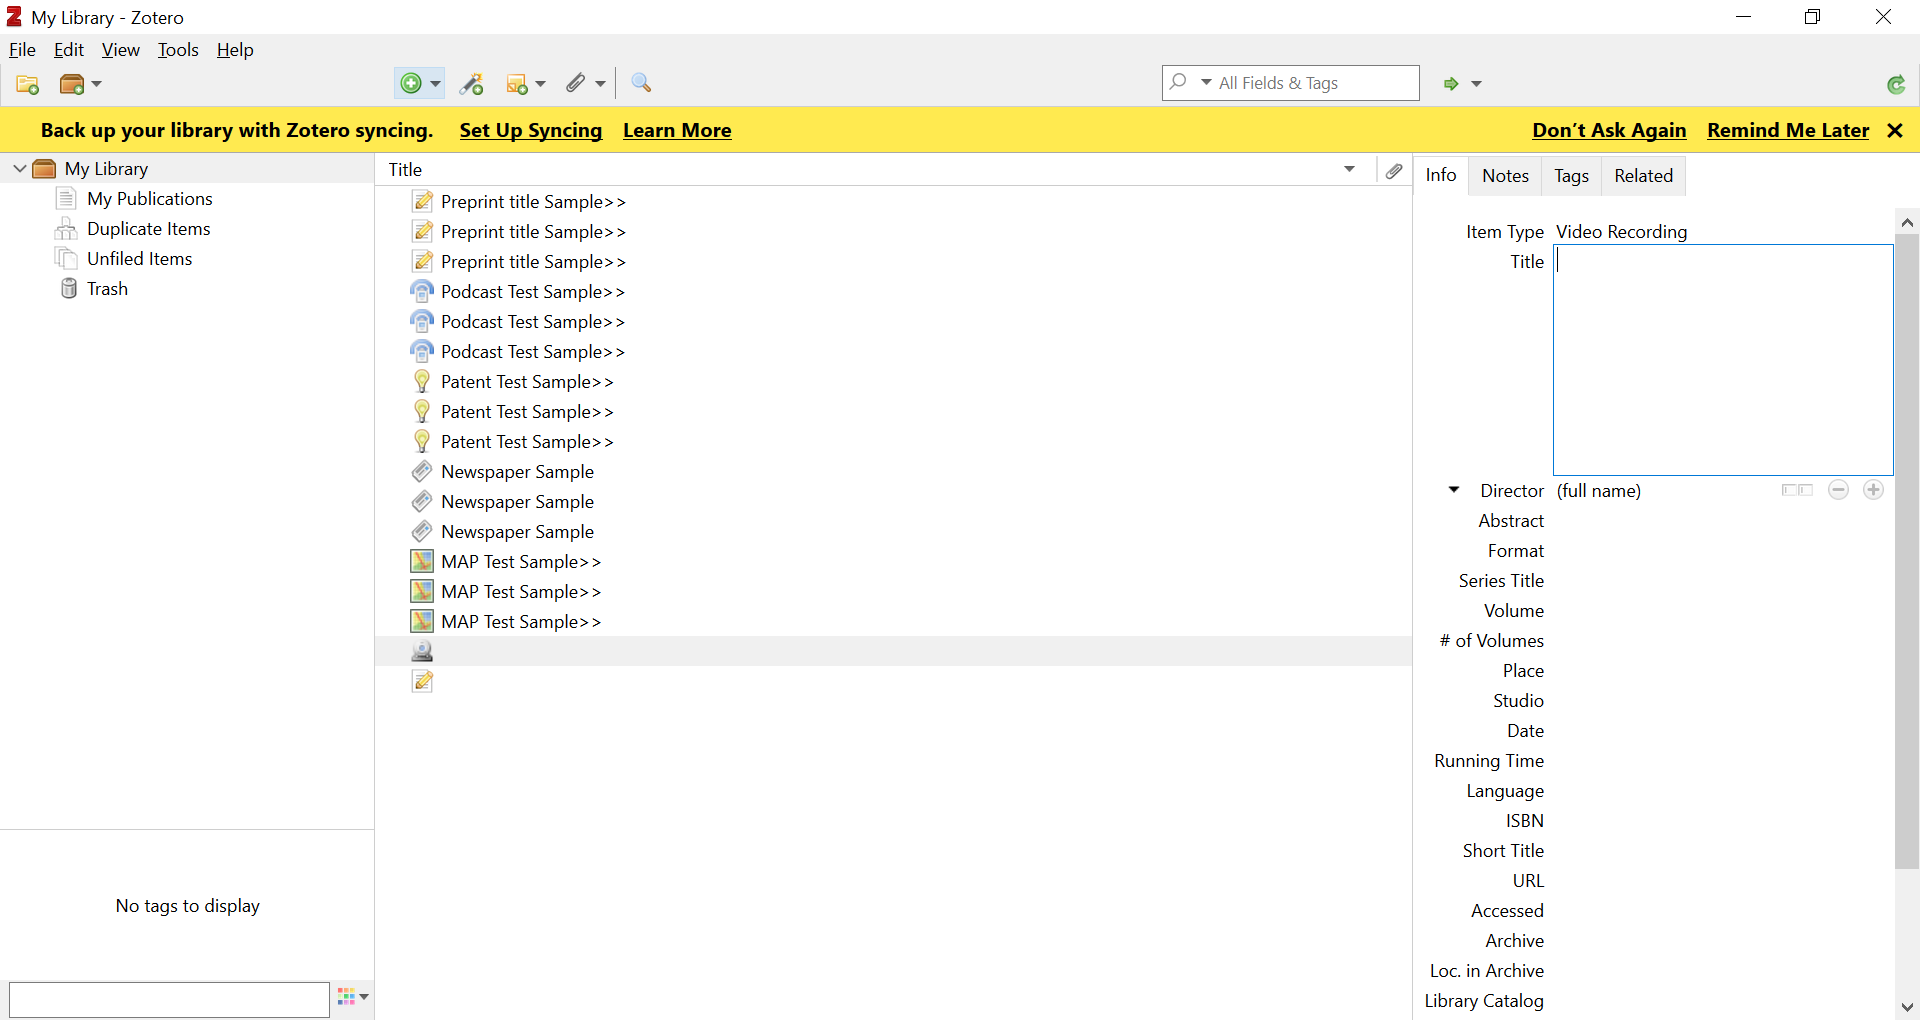 My Library - Zotero
File Edit View Tools Help
All Fields & Tags
Back up your library with Zotero syncing. Set Up Syncing Learn More Don't Ask Again Remind Me Later
My Library
My Publications
Duplicate Items
Unfiled Items
Trash
No tags to display
Title
Preprint title Sample>>
Preprint title Sample>>
Preprint title Sample>>
Podcast Test Sample>>
Podcast Test Sample>>
Podcast Test Sample>>
Patent Test Sample>>
Patent Test Sample>>
Patent Test Sample>>
Newspaper Sample
Newspaper Sample
Newspaper Sample
MAP Test Sample>>
MAP Test Sample>>
MAP Test Sample>>
Info Notes Tags Related
Item Type Video Recording
Title
Director (full name)
Abstract
Format
Series Title
Volume
# of Volumes
Place
Studio
Date
Running Time
Language
ISBN
Short Title
URL
Accessed
Archive
Loc. in Archive
Library Catalog